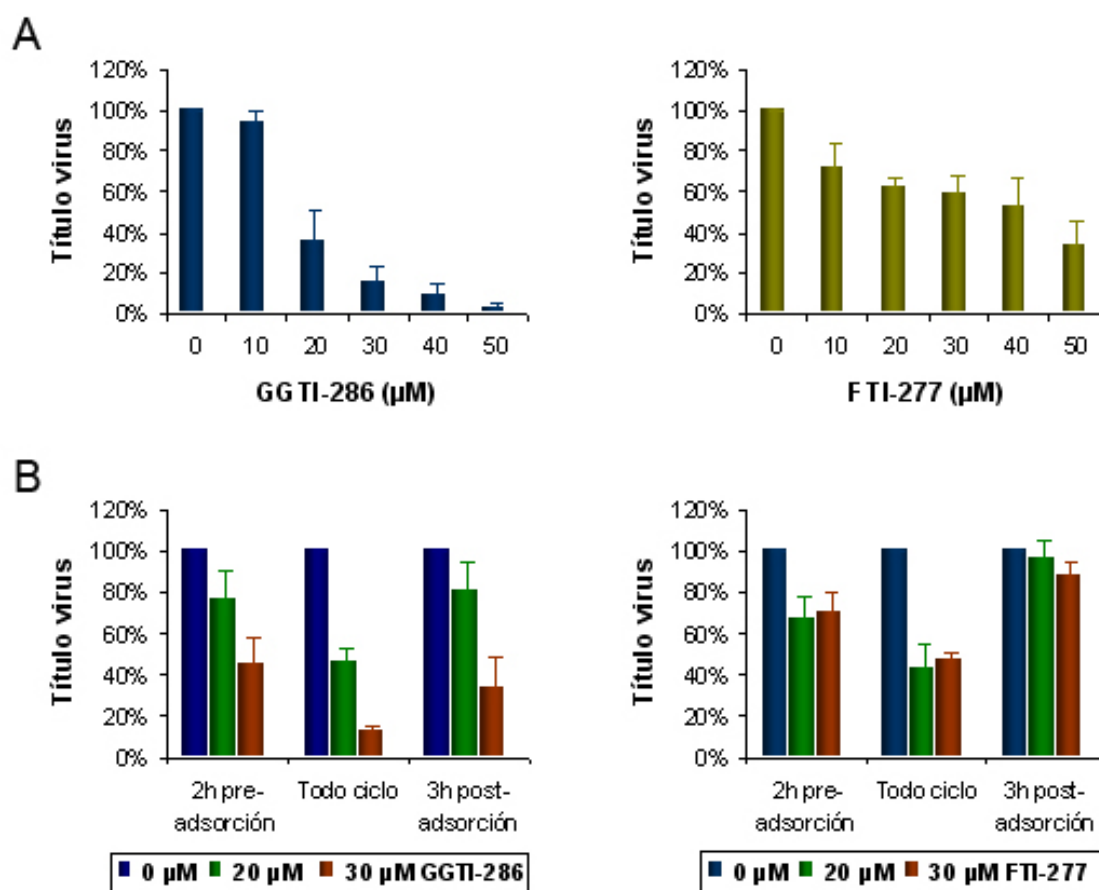 A
120%
100%
80%
60%
40%
20%
0%
Título virus
0 10 20 30 40 50
GGTI-286 (µM)
120%
100%
80%
60%
40%
20%
0%
Título virus
0 10 20 30 40 50
FTI-277 (µM)
B
120%
100%
80%
60%
40%
20%
0%
Título virus
2h pre- Todo ciclo 3h post-
adsorción adsorción
0 µM 20 µM 30 µM GGTI-286
120%
100%
80%
60%
40%
20%
0%
Título virus
2h pre- Todo ciclo 3h post-
adsorción adsorción
0 µM 20 µM 30 µM FTI-277